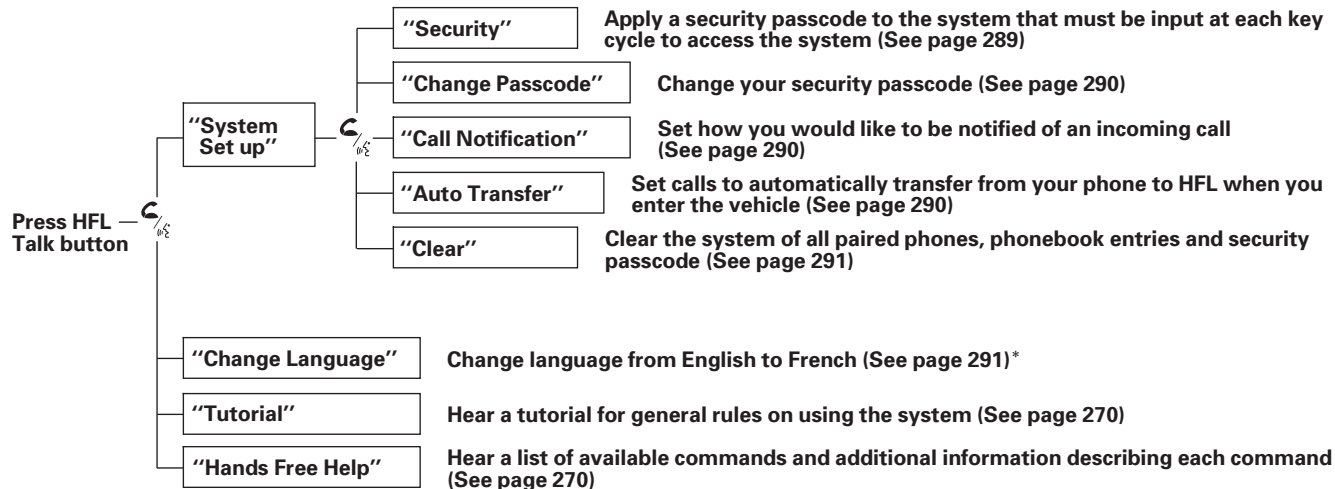 "Security"
Apply a security passcode to the system that must be input at each key
cycle to access the system (See page 289)
"Change Passcode"
Change your security passcode (See page 290)
"System
Set up"
"Call Notification"
Set how you would like to be notified of an incoming call
(See page 290)
"Auto Transfer"
Set calls to automatically transfer from your phone to HFL when you
enter the vehicle (See page 290)
Press HFL
Talk button
"Clear"
Clear the system of all paired phones, phonebook entries and security
passcode (See page 291)
"Change Language"
Change language from English to French (See page 291)*
"Tutorial"
Hear a tutorial for general rules on using the system (See page 270)
"Hands Free Help"
Hear a list of available commands and additional information describing each command
(See page 270)